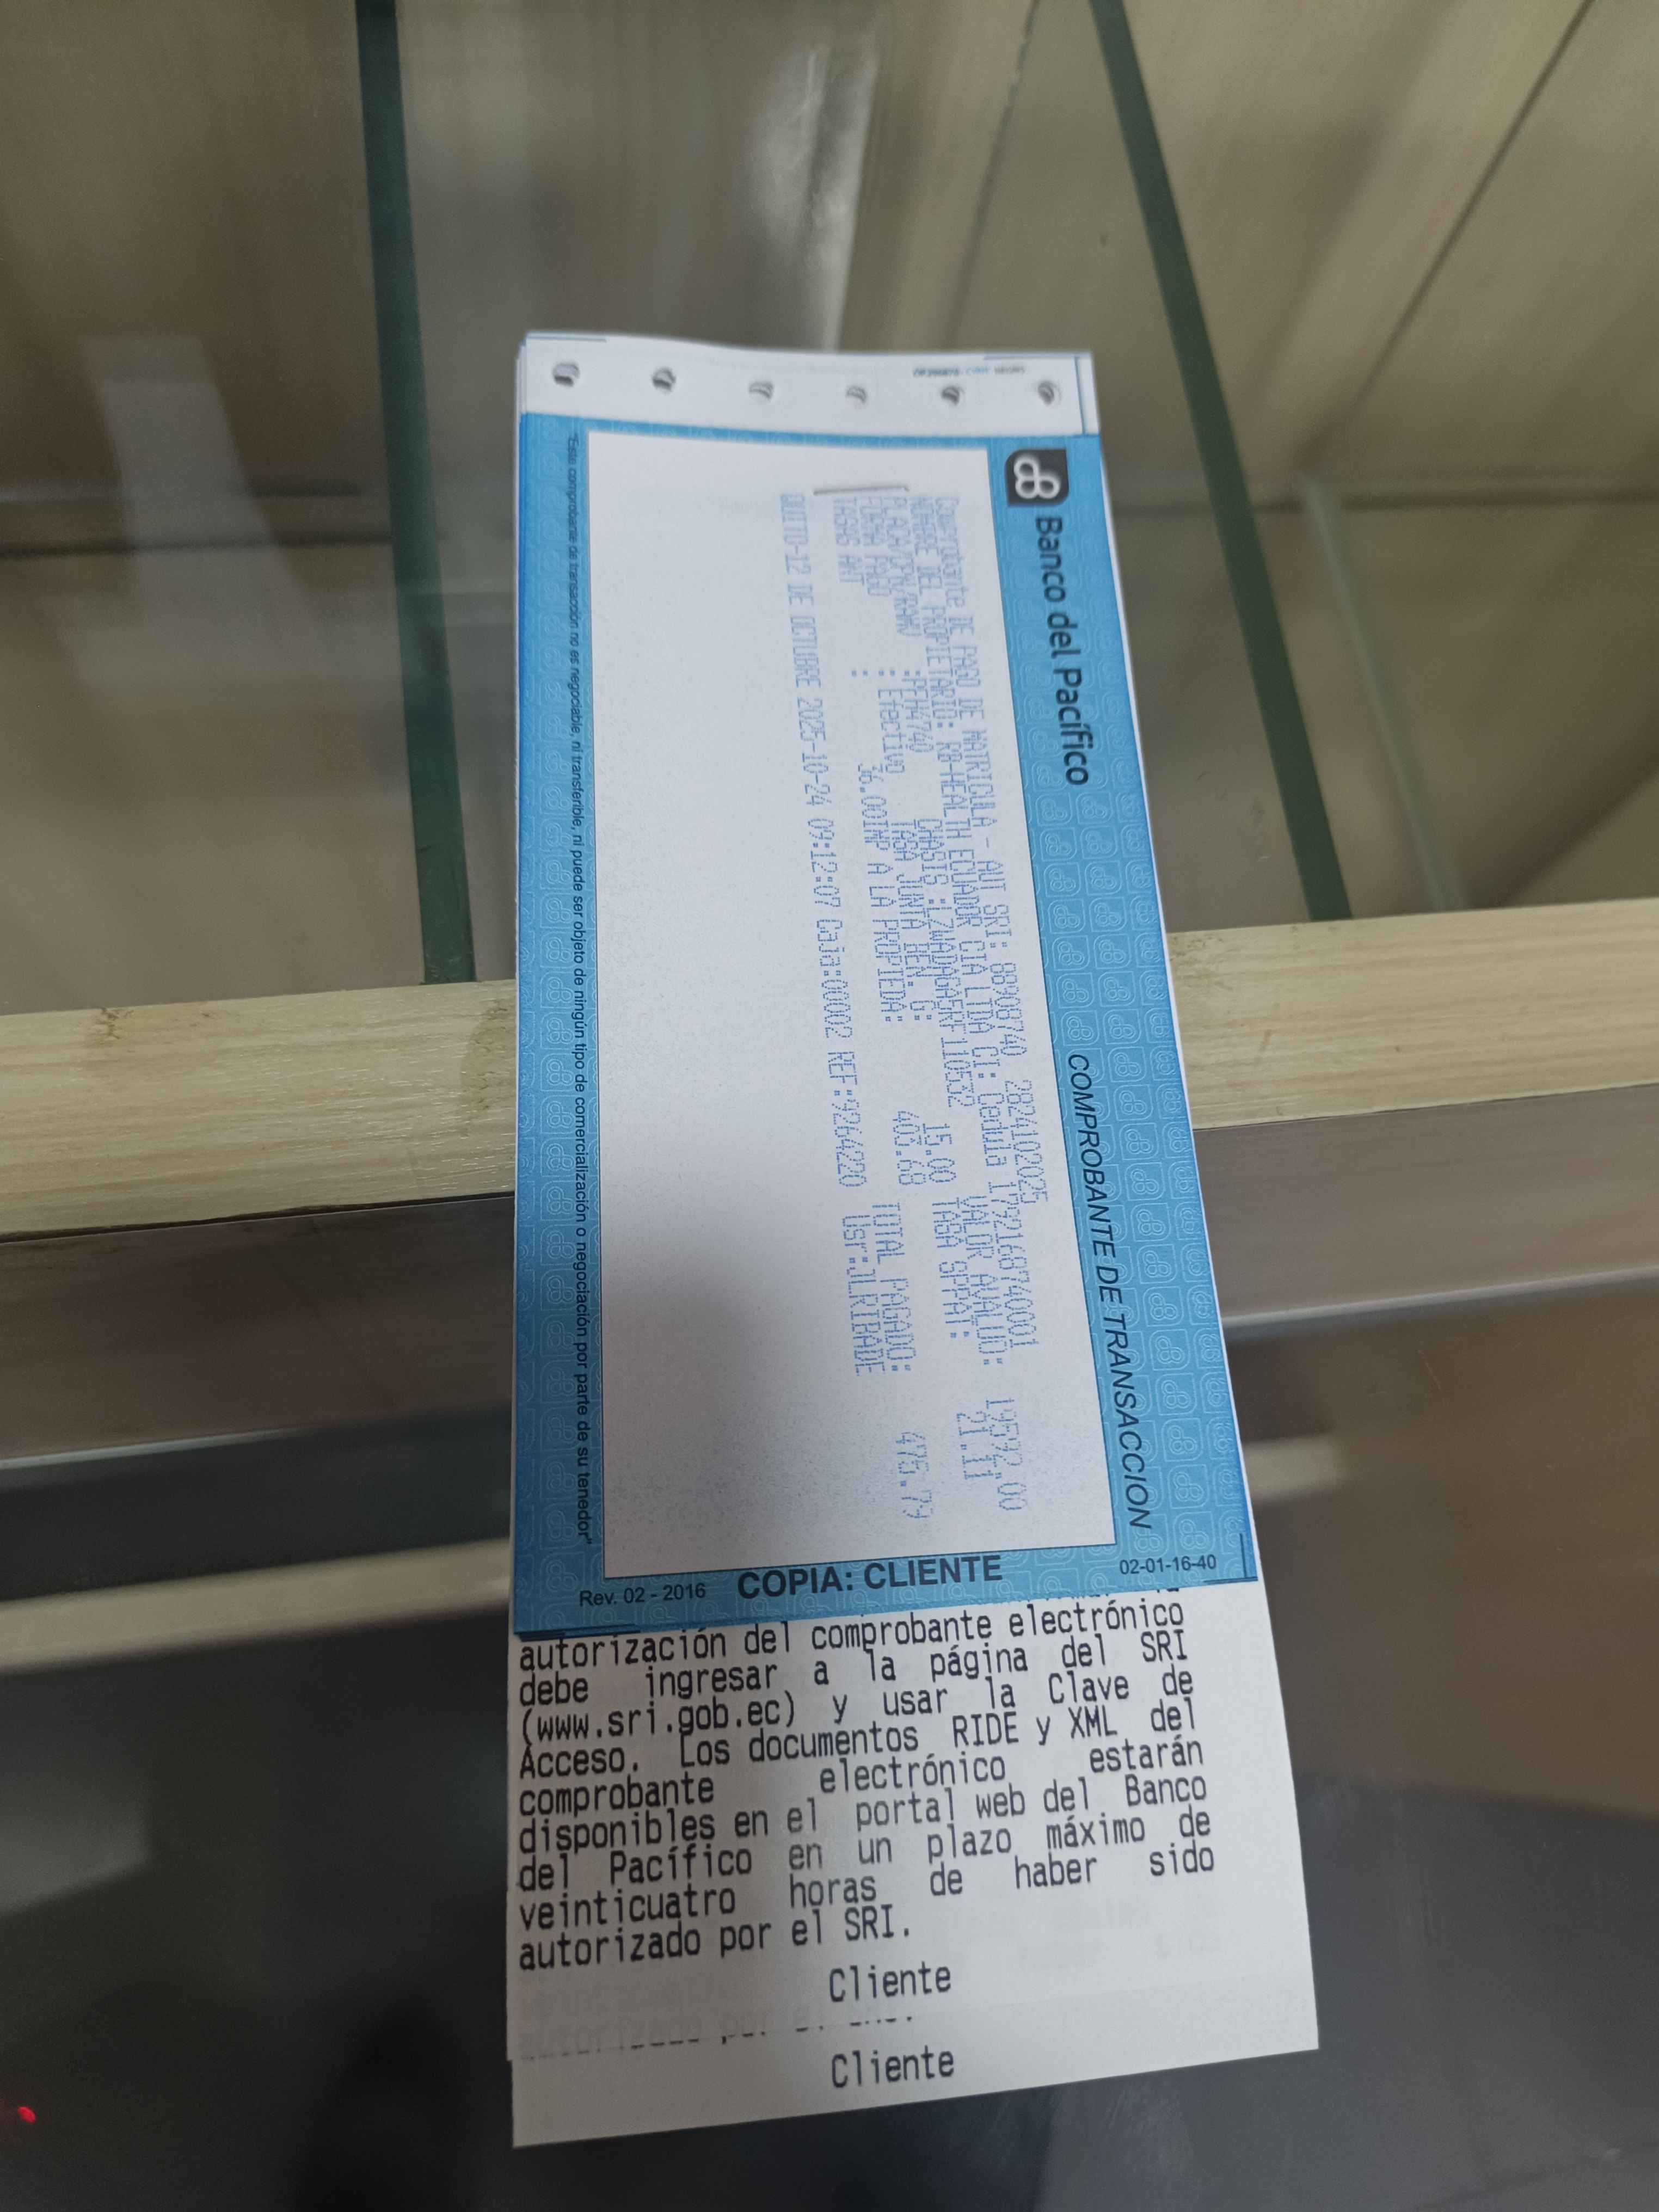 Banco del Pacífico
COMPROBANTE DE TRANSACCION
Comprobante DE PAGO DE MATRICULA - AUT SRI: 88908740 2824102025
NOMBRE DEL PROPIETARIO: RB-HEALTH ECUADOR CIA LTDA CI: Cedula 1792168740001
PLACA/CPN/RAMV :PFH4740 CHASIS :LZWADAGA5RF110532 VALOR AVALUO: 19592.00
FORMA PAGO : Efectivo TASA JUNTA BEN. G: 15.00 TASA SPPAT: 21.11
TASAS ANT : 36.00IMP A LA PROPIEDA: 403.68 TOTAL PAGADO: 475.79
QUITO-12 DE OCTUBRE 2025-10-24 09:12:07 Caja:00002 REF:9264220 Usr:JLRIBADE
"Este comprobante de transacción no es negociable, ni transferible, ni puede ser objeto de ningún tipo de comercialización o negociación por parte de su tenedor"
02-01-16-40
COPIA: CLIENTE
Rev. 02 - 2016
autorización del comprobante electrónico
debe ingresar a la página del SRI
(www.sri.gob.ec) y usar la Clave de
Acceso. Los documentos RIDE y XML del
comprobante electrónico estarán
disponibles en el portal web del Banco
del Pacífico en un plazo máximo de
veinticuatro horas de haber sido
autorizado por el SRI.
Cliente
Cliente